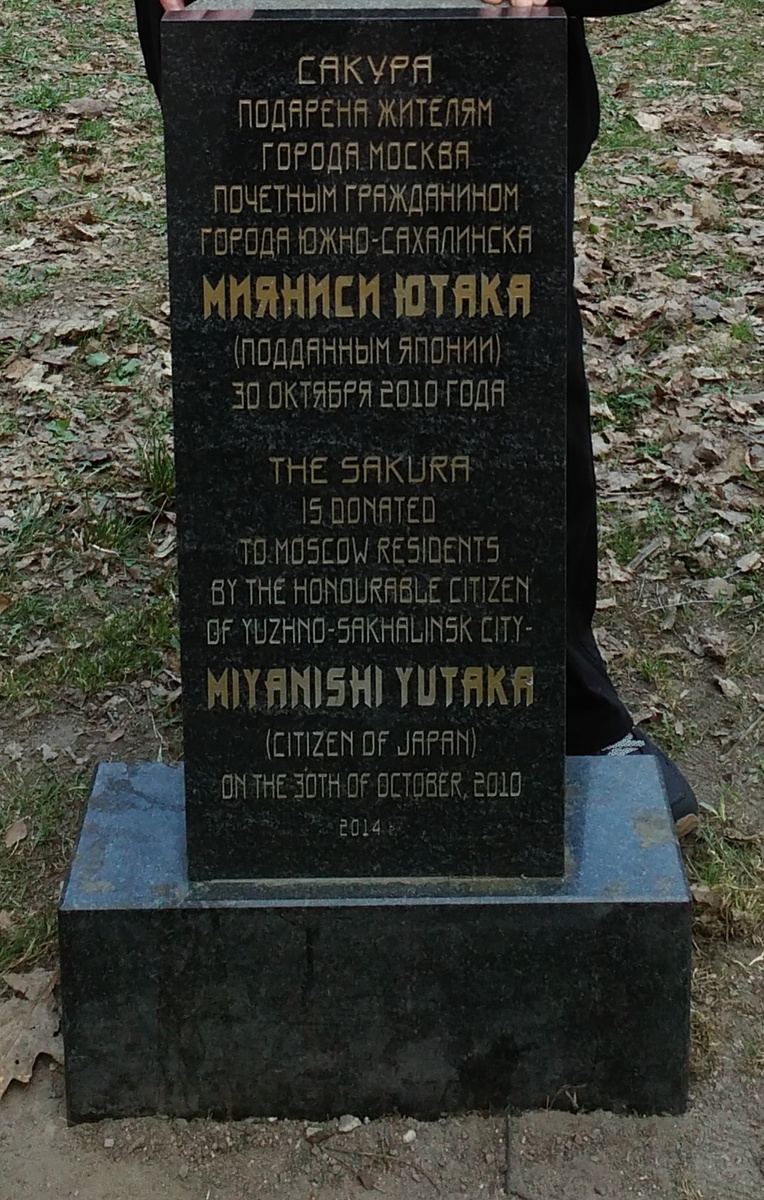 САКУРА
ПОДАРЕНА ЖИТЕЛЯМ
ГОРОДА МОСКВА
ПОЧЕТНЫМ ГРАЖДАНИНОМ
ГОРОДА ЮЖНО-САХАЛИНСКА
МИЯНИСИ ЮТАКА
(ПОДДАННЫМ ЯПОНИИ)
30 ОКТЯБРЯ 2010 ГОДА
THE SAKURA
IS DONATED
TO MOSCOW RESIDENTS
BY THE HONOURABLE CITIZEN
OF YUZHNO-SAKHALINSK CITY-
MIYANISHI YUTAKA
(CITIZEN OF JAPAN)
ON THE 30TH OF OCTOBER, 2010
2014 г